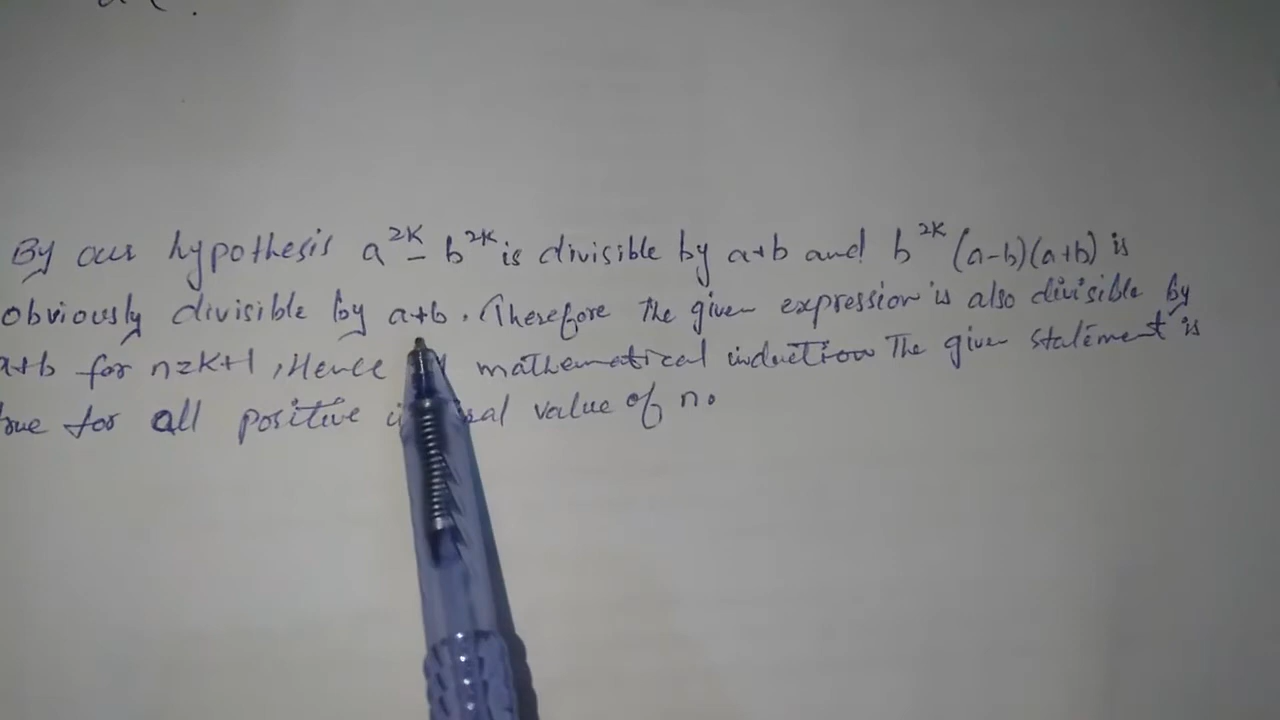 By our hypothesis a^2K - b^2K is divisible by a+b and b^2K (a-b)(a+b) is
obviously divisible by a+b. Therefore the given expression is also divisible by
a+b for n=K+1, Hence mathematical induction The given statement is
for all positive value of n.